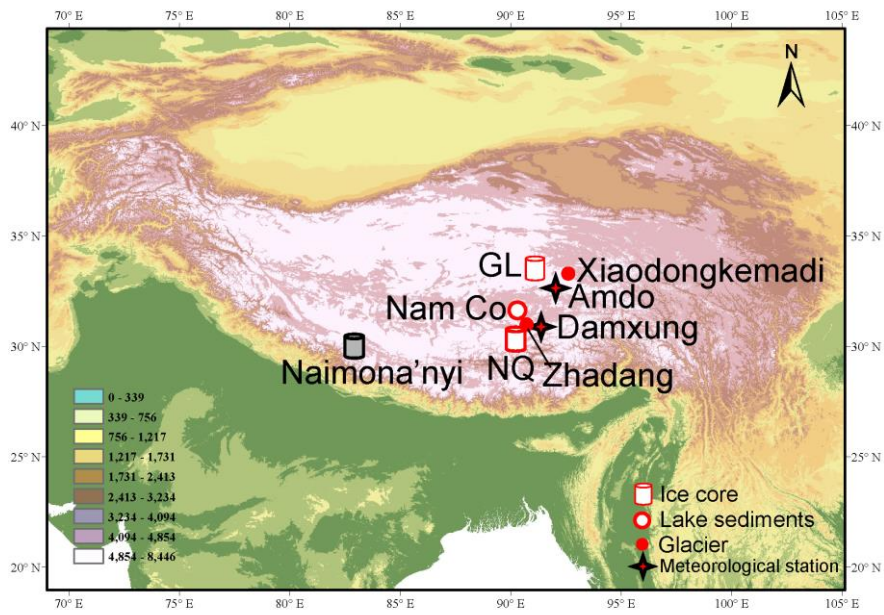 70° E 75° E 80° E 85° E 90° E 95° E 100° E 105° E
N
40° N 40° N
35° N 35° N
GL Xiaodongkemadi
Amdo
Nam Co Damxung
30° N 30° N
Naimona'nyi NQ Zhadang
0 - 339
339 - 756
756 - 1,217
25° N 25° N
1,217 - 1,731
1,731 - 2,413
2,413 - 3,234
3,234 - 4,094
4,094 - 4,854
4,854 - 8,446
Ice core
Lake sediments
Glacier
Meteorological station
20° N 20° N
70° E 75° E 80° E 85° E 90° E 95° E 100° E 105° E